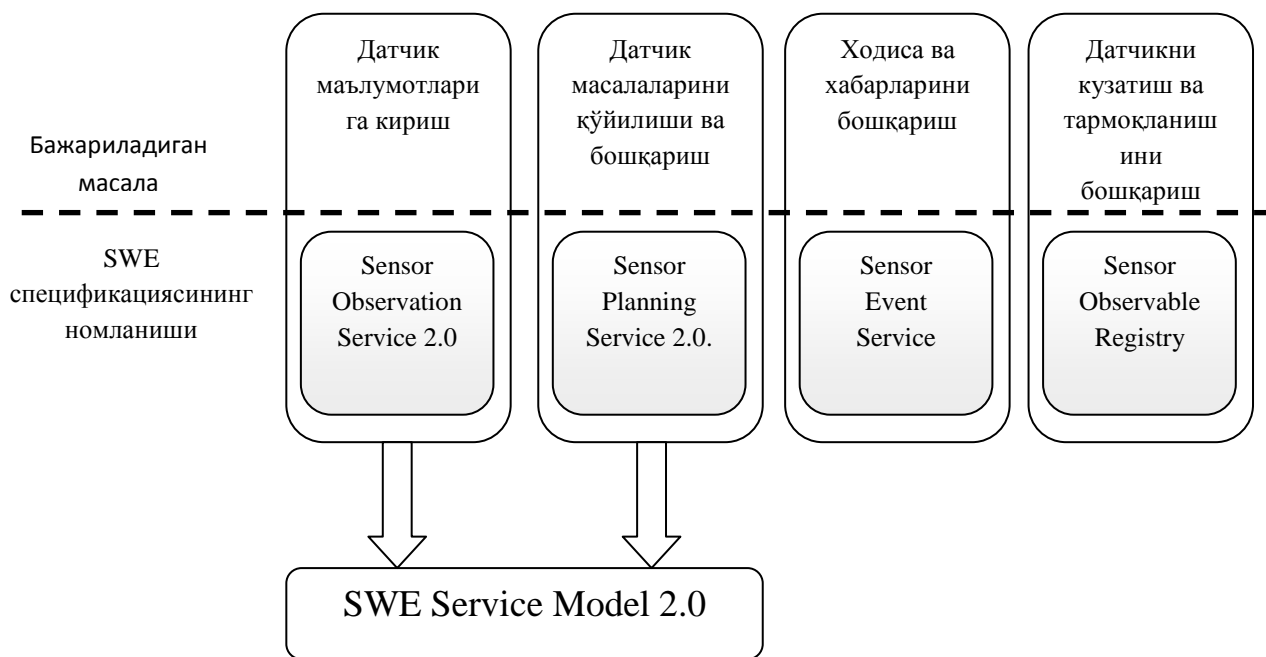 Датчик
маълумотлари
га кириш
Датчик
масалаларини
қўйилиши ва
бошқариш
Ходиса ва
хабарларини
бошқариш
Датчикни
кузатиш ва
тармоқланиш
ини
бошқариш
Бажариладиган
масала
SWE
спецификациясининг
номланиши
Sensor
Observation
Service 2.0
Sensor
Planning
Service 2.0.
Sensor
Event
Service
Sensor
Observable
Registry
SWE Service Model 2.0